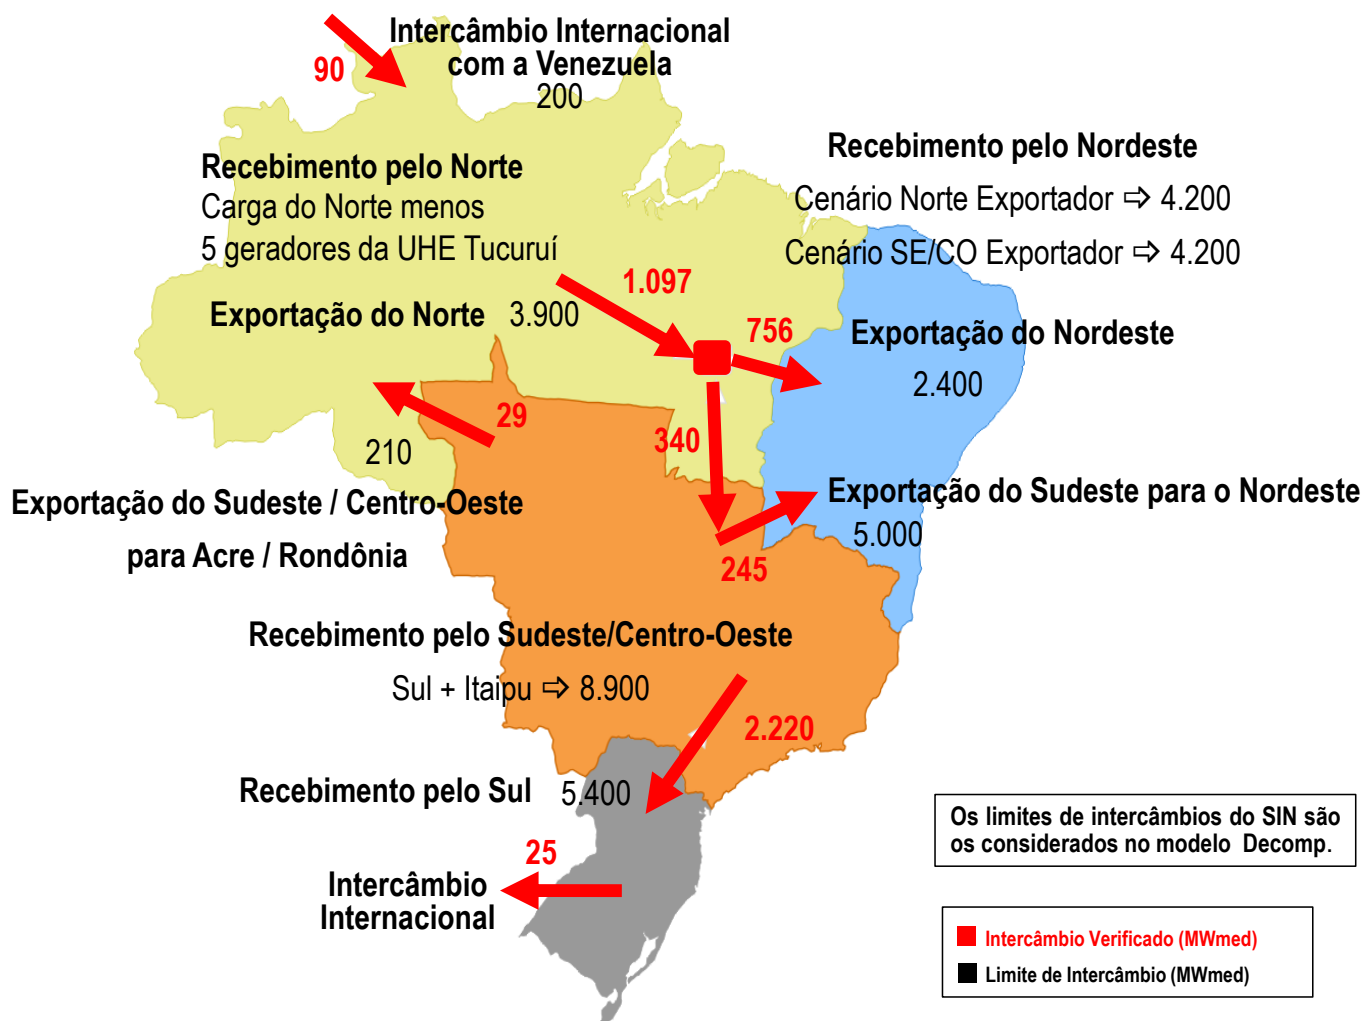 Intercâmbio Internacional
com a Venezuela
90
200
Recebimento pelo Norte
Carga do Norte menos
5 geradores da UHE Tucuruí
Recebimento pelo Nordeste
Cenário Norte Exportador ⇨ 4.200
Cenário SE/CO Exportador ⇨ 4.200
1.097
Exportação do Norte 3.900
756
Exportação do Nordeste
2.400
29
340
210
Exportação do Sudeste / Centro-Oeste
para Acre / Rondônia
Exportação do Sudeste para o Nordeste
5.000
245
Recebimento pelo Sudeste/Centro-Oeste
Sul + Itaipu ⇨ 8.900
2.220
Recebimento pelo Sul 5.400
25
Intercâmbio
Internacional
Os limites de intercâmbios do SIN são
os considerados no modelo Decomp.
Intercâmbio Verificado (MWmed)
Limite de Intercâmbio (MWmed)